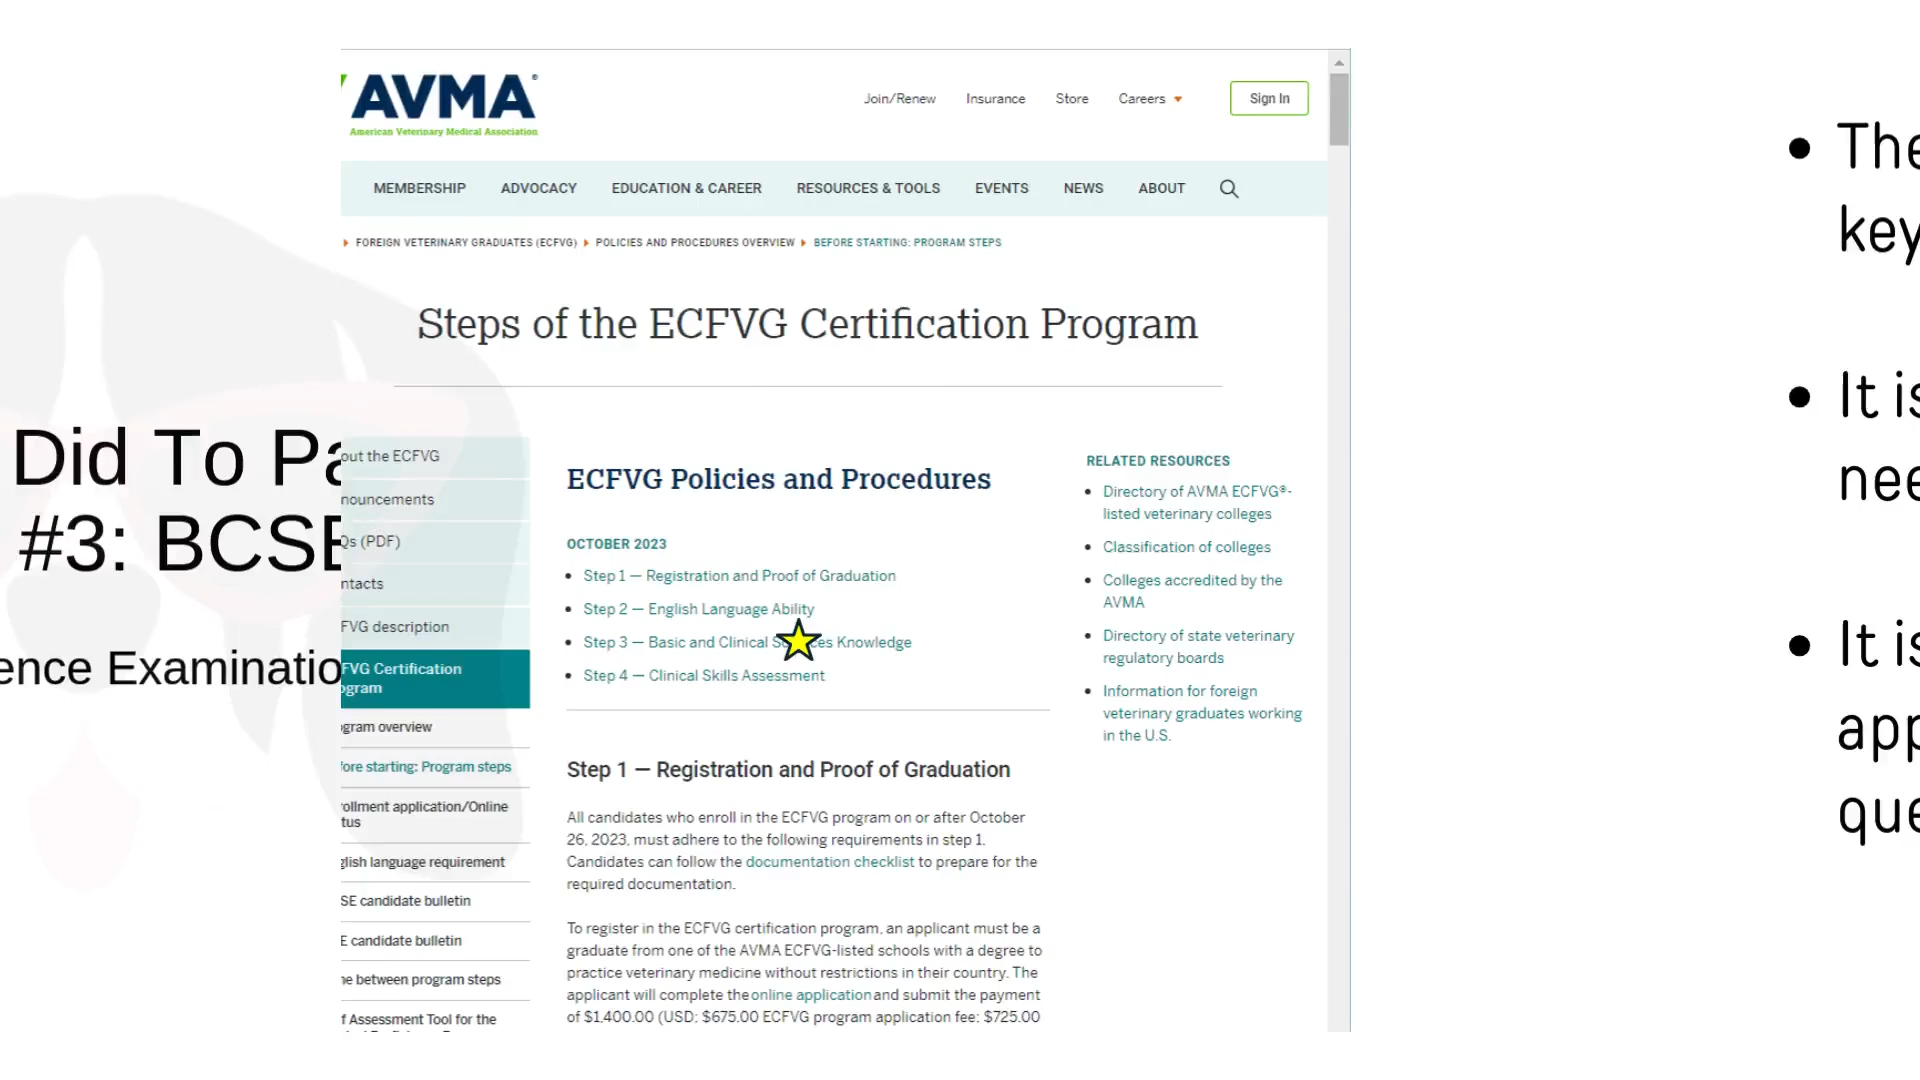 Did To Pa
#3: BCSE
ence Examinatio
AVMA
American Veterinary Medical Association
Join/Renew Insurance Store Careers Sign In
MEMBERSHIP ADVOCACY EDUCATION & CAREER RESOURCES & TOOLS EVENTS NEWS ABOUT
FOREIGN VETERINARY GRADUATES (ECFVG) POLICIES AND PROCEDURES OVERVIEW BEFORE STARTING: PROGRAM STEPS
Steps of the ECFVG Certification Program
out the ECFVG
nouncements
Qs (PDF)
ntacts
FVG description
FVG Certification
ogram
ogram overview
fore starting: Program steps
rollment application/Online
tus
glish language requirement
SE candidate bulletin
E candidate bulletin
ne between program steps
f Assessment Tool for the
ECFVG Policies and Procedures
OCTOBER 2023
• Step 1 — Registration and Proof of Graduation
• Step 2 — English Language Ability
• Step 3 — Basic and Clinical Sciences Knowledge
• Step 4 — Clinical Skills Assessment
Step 1 — Registration and Proof of Graduation
All candidates who enroll in the ECFVG program on or after October
26, 2023, must adhere to the following requirements in step 1.
Candidates can follow the documentation checklist to prepare for the
required documentation.
To register in the ECFVG certification program, an applicant must be a
graduate from one of the AVMA ECFVG-listed schools with a degree to
practice veterinary medicine without restrictions in their country. The
applicant will complete the online application and submit the payment
of $1,400.00 (USD; $675.00 ECFVG program application fee; $725.00
RELATED RESOURCES
• Directory of AVMA ECFVG®-
listed veterinary colleges
• Classification of colleges
• Colleges accredited by the
AVMA
• Directory of state veterinary
regulatory boards
• Information for foreign
veterinary graduates working
in the U.S.
• The
key
• It is
nee
• It is
app
que